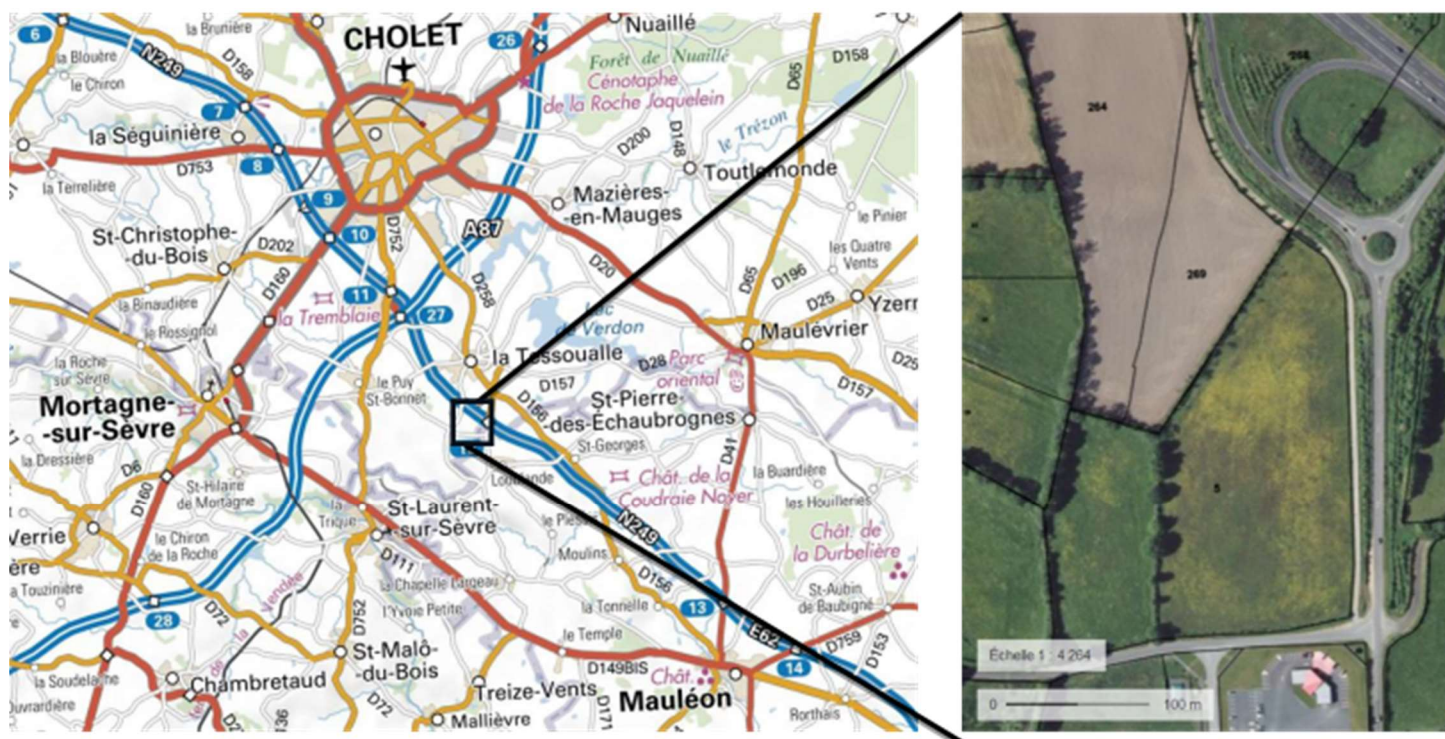 Nuaillé
6
la Brunière
CHOLET
26
N249
D158
la Blouère
le Chiron
Forêt de Nuaillé
D65
D158
Cénotaphe
de la Roche Jaquelein
7
la Séguinière
D753
8
la Terrelière
D200
D148
le Trézon
Toutlemonde
9
Mazières-
-en-Mauges
le Pinier
10
D752
A87
St-Christophe-
-du-Bois
D202
D160
les Quatre
Vents
D20
D65
D196
D25
la Binaudière
11
D258
la Tremblaie
27
le Rossignol
du Verdon
Maulévrier
la Roche
sur Sèvre
la Tessoualle
D28
Parc
oriental
D25
D157
D157
le Puy
St-Bonnet
D156
St-Pierre-
-des-Échaubrognes
Mortagne-
-sur-Sèvre
St-Georges
la Dressière
D6
D41
la Buardière
Chât. de la
Coudraie Noyer
les Houilleries
St-Hilaire
de Mortagne
D160
la
Trique
St-Laurent-
-sur-Sèvre
N249
Verrie
le Chiron
de la Roche
Moulins
Chât. de
la Durbelière
D111
la Chapelle Largeau
D156
St-Aubin
de Baubigné
a Touzinière
Vendée
l'Yvoie Petite
la Tonnelle
13
28
D72
D752
le Temple
E62
D759
D153
St-Malô-
-du-Bois
D149BIS
14
Chât.
la Soudelache
Chambretaud
Treize-Vents
Mauléon
D72
Mallièvre
D171
Rorthais
268
264
269
5
Échelle 1 : 4 264
0
100 m